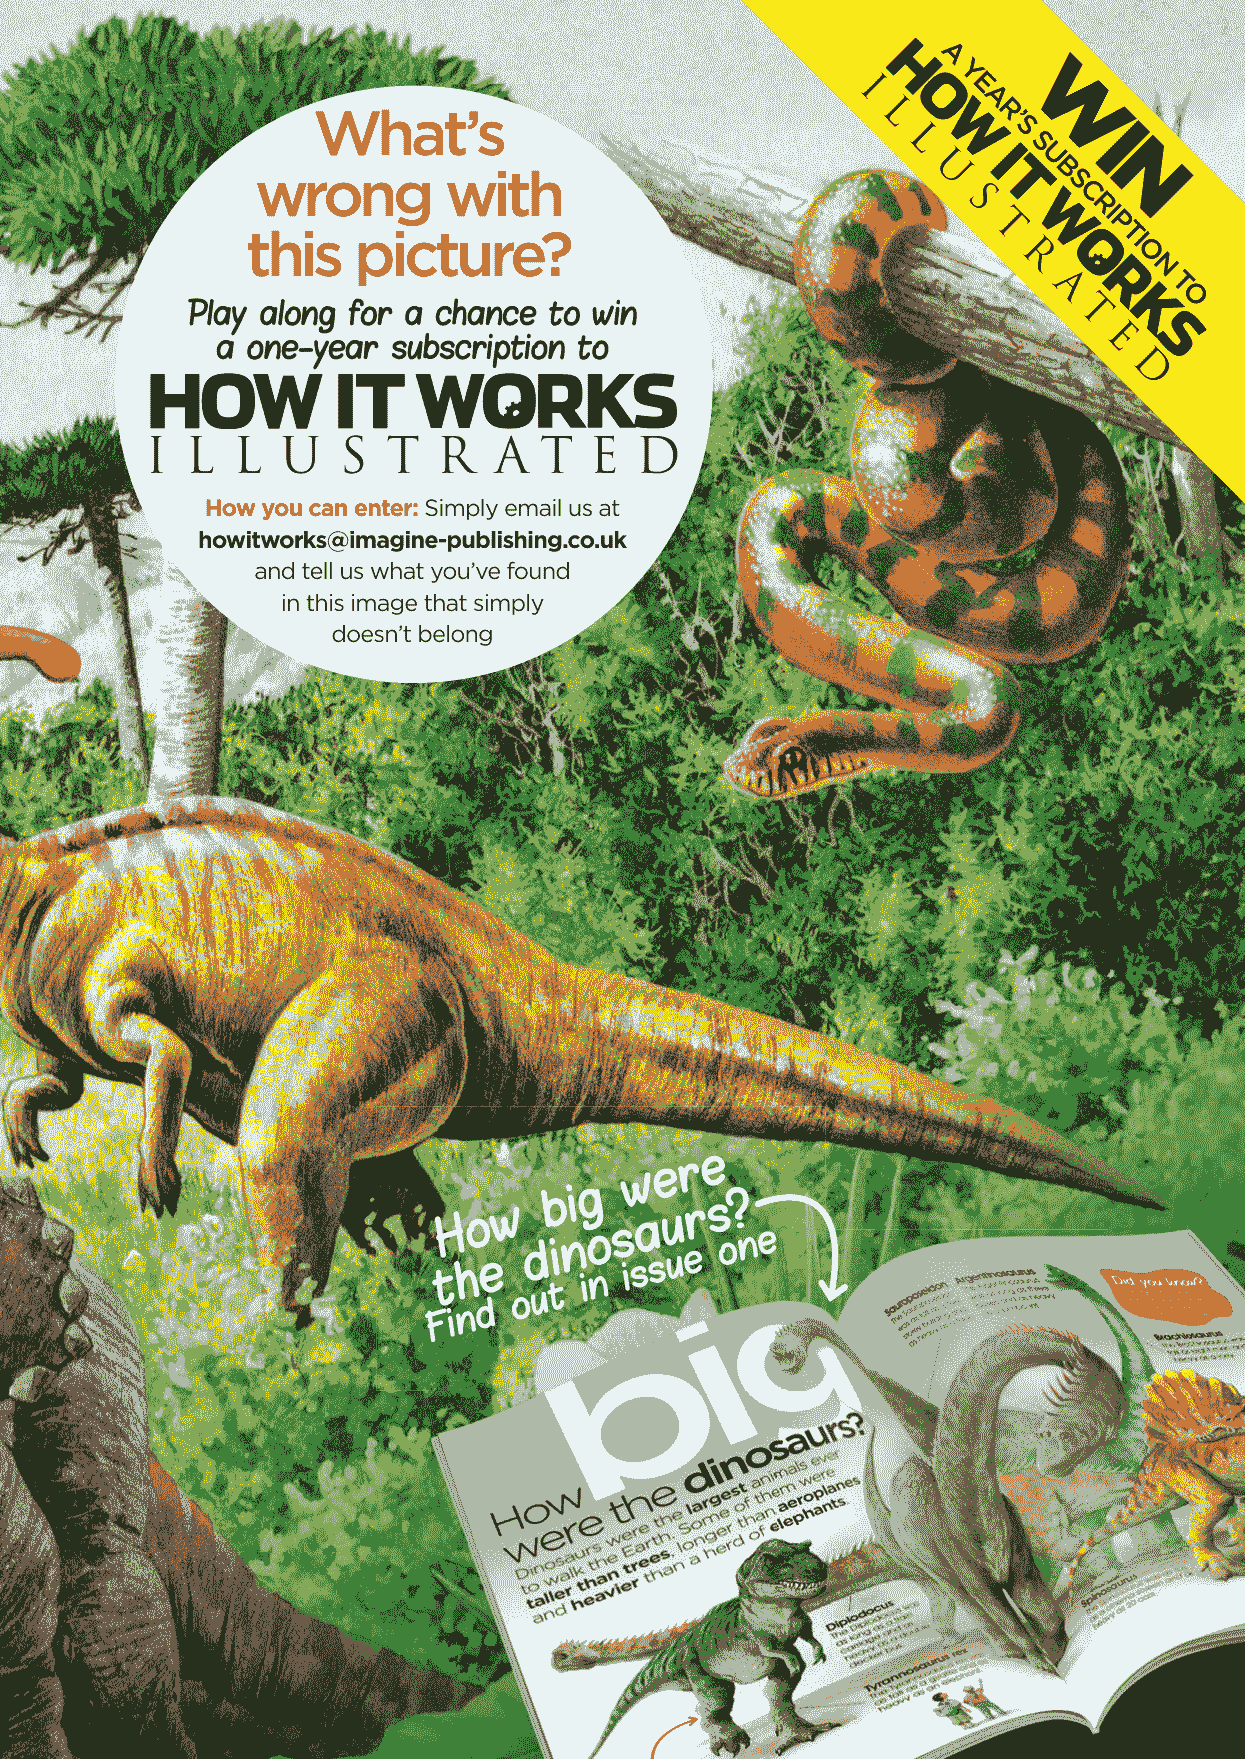 What's
wrong with
this picture?
Play along for a chance to win
a one-year subscription to
HOW IT WORKS
ILLUSTRATED
How you can enter: Simply email us at
howitworks@imagine-publishing.co.uk
and tell us what you've found
in this image that simply
doesn't belong
WIN
A YEAR'S SUBSCRIPTION TO
HOW IT WORKS
ILLUSTRATED
How big were
the dinosaurs?
Find out in issue one
big
How
were the dinosaurs?
Dinosaurs were the largest animals ever
to walk the Earth. Some of them were
taller than trees, longer than aeroplanes
and heavier than a herd of elephants.
Diplodocus
Tyrannosaurus rex
Sauroposeidon
Argentinosaurus
Did you know?
Brachiosaurus
Spinosaurus